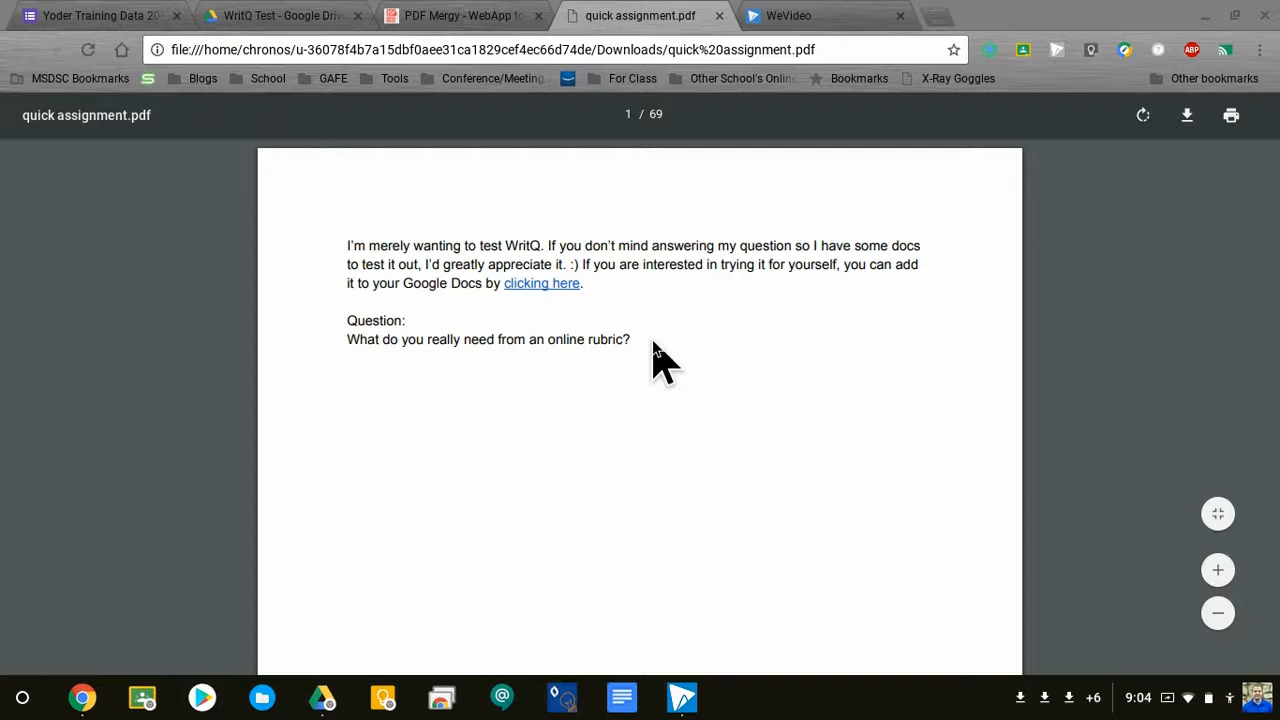 Yoder Training Data 20
WritQ Test - Google Driv
PDF Mergy - WebApp to
quick assignment.pdf
WeVideo
file:///home/chronos/u-36078f4b7a15dbf0aee31ca1829cef4ec66d74de/Downloads/quick%20assignment.pdf
ABP
MSDSC Bookmarks
S
Blogs
School
GAFE
Tools
Conference/Meeting
For Class
Other School's Onlin
Bookmarks
X-Ray Goggles
Other bookmarks
quick assignment.pdf
1 / 69
I'm merely wanting to test WritQ. If you don't mind answering my question so I have some docs
to test it out, I'd greatly appreciate it. :) If you are interested in trying it for yourself, you can add
it to your Google Docs by clicking here.
Question:
What do you really need from an online rubric?
+6
9:04